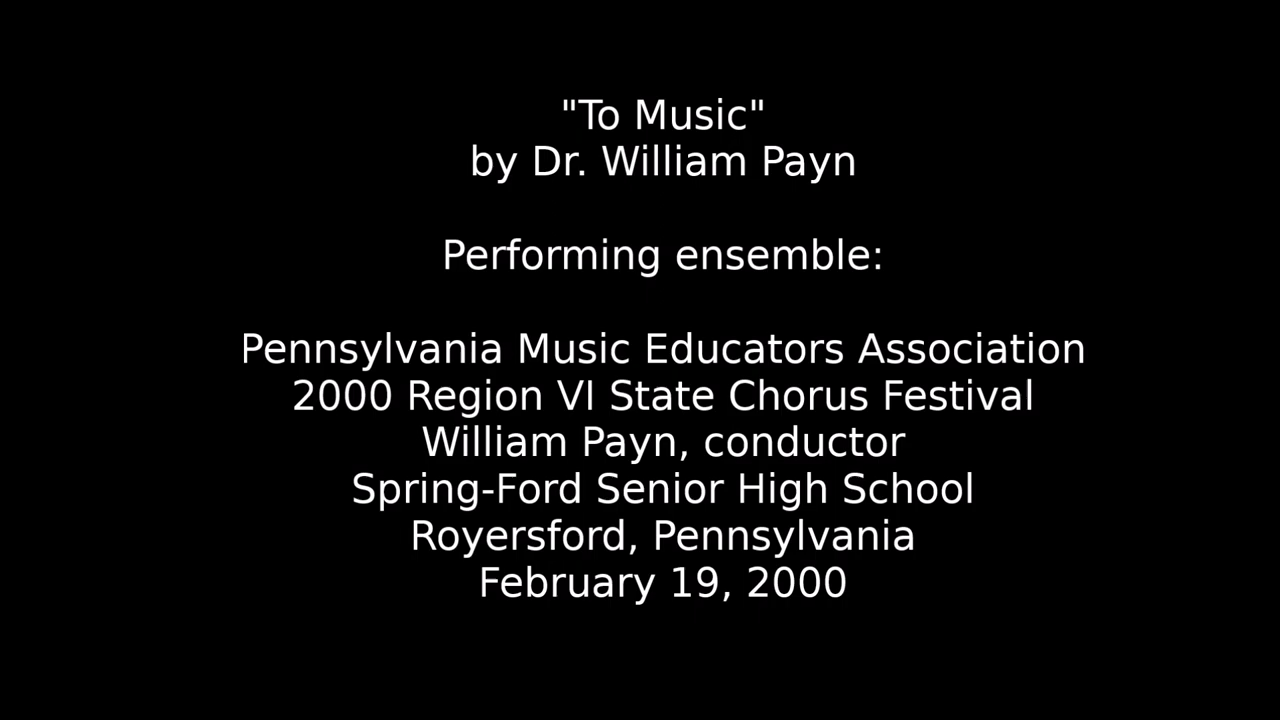 "To Music"
by Dr. William Payn
Performing ensemble:
Pennsylvania Music Educators Association
2000 Region VI State Chorus Festival
William Payn, conductor
Spring-Ford Senior High School
Royersford, Pennsylvania
February 19, 2000